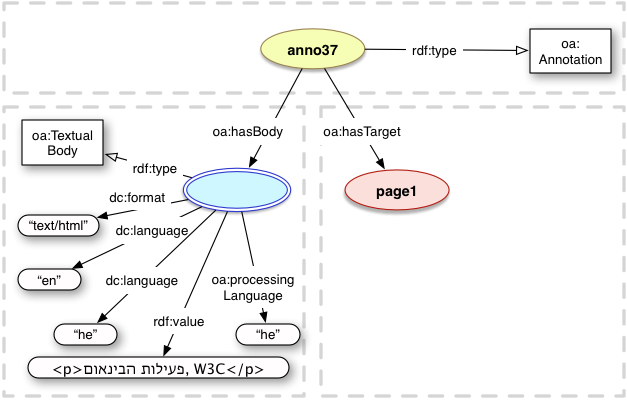 anno37
rdf:type
oa:
Annotation
oa:hasBody
oa:hasTarget
oa:Textual
Body
rdf:type
page1
dc:format
“text/html”
dc:language
“en”
dc:language
oa:processing
Language
rdf:value
“he”
“he”
<p>פעילות הבינאום, W3C</p>